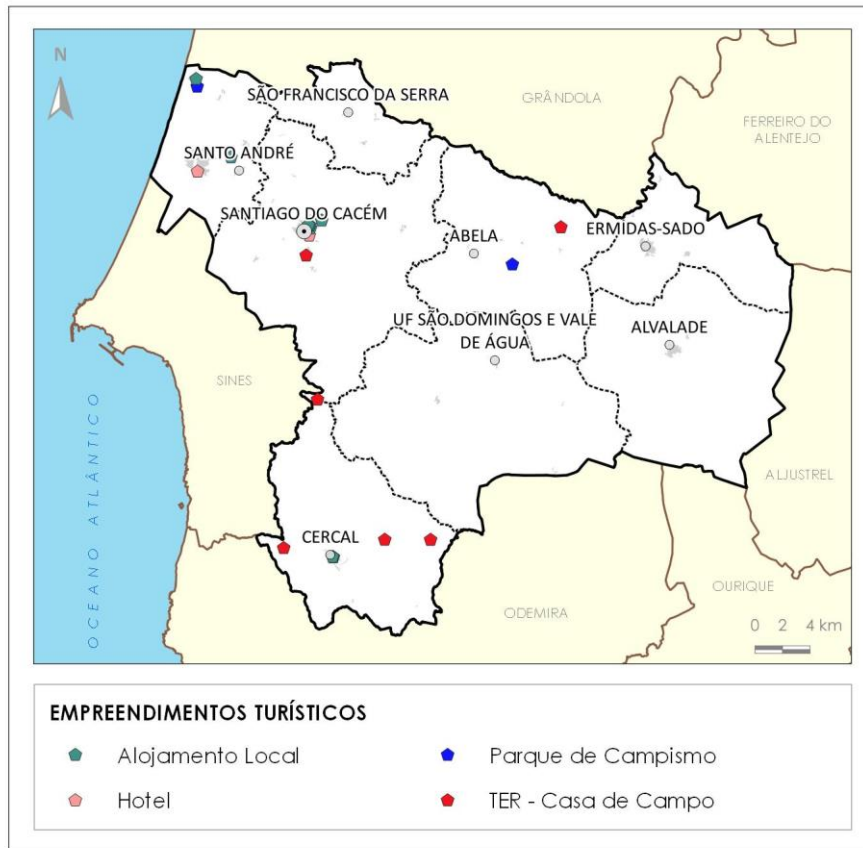 N
SÃO FRANCISCO DA SERRA
GRÂNDOLA
FERREIRO DO
ALENTEJO
SANTO ANDRÉ
SANTIAGO DO CACÉM
ABELA
ERMIDAS-SADO
UF SÃO DOMINGOS E VALE
DE ÁGUA
ALVALADE
SINES
OCEANO ATLÂNTICO
ALJUSTREL
CERCAL
OURIQUE
ODEMIRA
0 2 4 km
EMPREENDIMENTOS TURÍSTICOS
Alojamento Local
Parque de Campismo
Hotel
TER - Casa de Campo